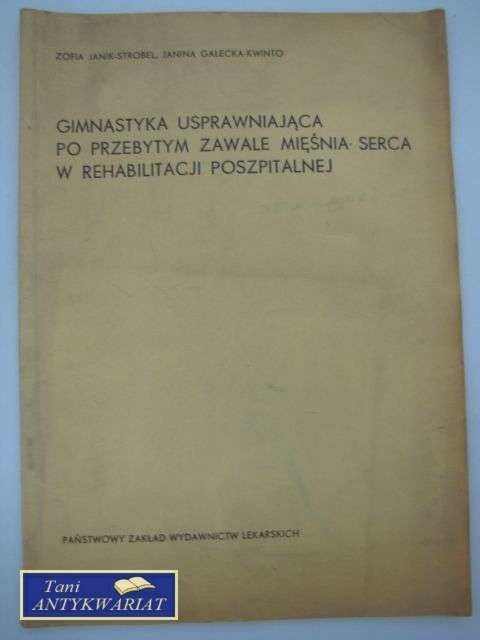 ZOFIA JANIK-STROBEL, JANINA GAŁECKA-KWINTO
GIMNASTYKA USPRAWNIAJĄCA
PO PRZEBYTYM ZAWALE MIĘŚNIA SERCA
W REHABILITACJI POSZPITALNEJ
PAŃSTWOWY ZAKŁAD WYDAWNICTW LEKARSKICH
Tani
ANTYKWARIAT